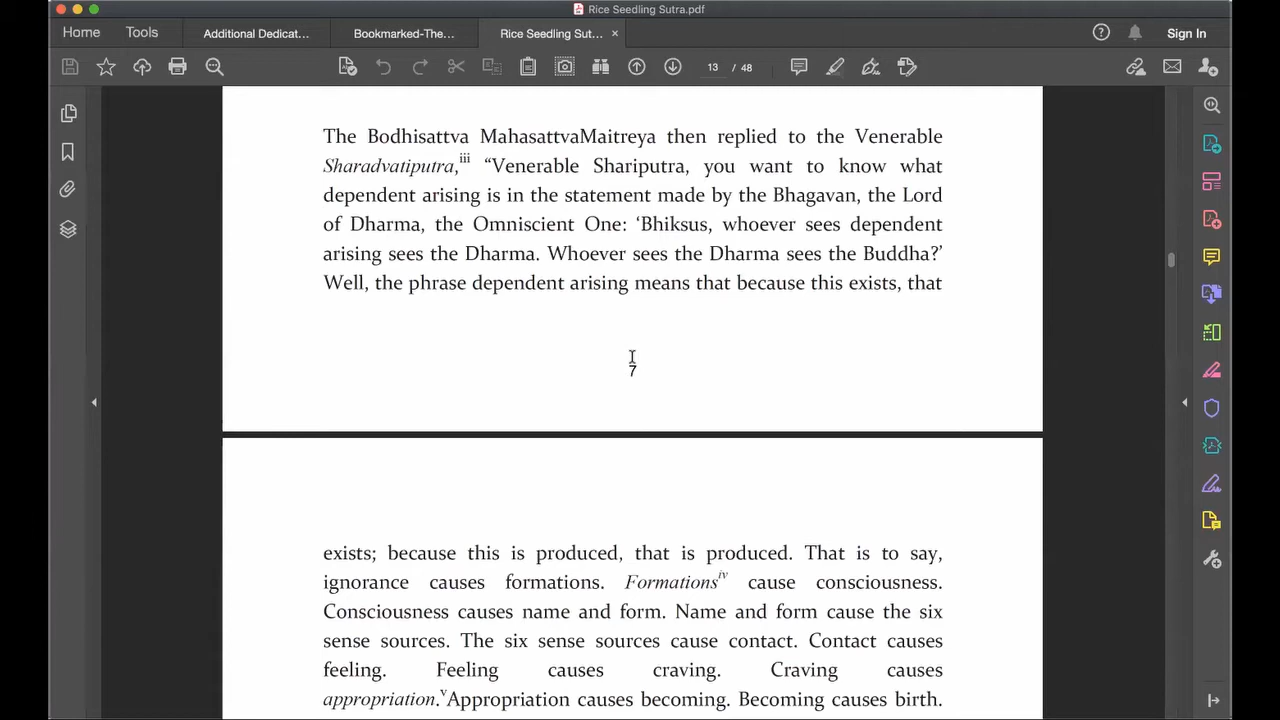 Rice Seedling Sutra.pdf
Home Tools Additional Dedicat... Bookmarked-The... Rice Seedling Sut... × Sign In
13 / 48
The Bodhisattva MahasattvaMaitreya then replied to the Venerable
Sharadvatiputra,iii “Venerable Shariputra, you want to know what
dependent arising is in the statement made by the Bhagavan, the Lord
of Dharma, the Omniscient One: ‘Bhiksus, whoever sees dependent
arising sees the Dharma. Whoever sees the Dharma sees the Buddha?’
Well, the phrase dependent arising means that because this exists, that
7
exists; because this is produced, that is produced. That is to say,
ignorance causes formations. Formationsiv cause consciousness.
Consciousness causes name and form. Name and form cause the six
sense sources. The six sense sources cause contact. Contact causes
feeling. Feeling causes craving. Craving causes
appropriation.vAppropriation causes becoming. Becoming causes birth.